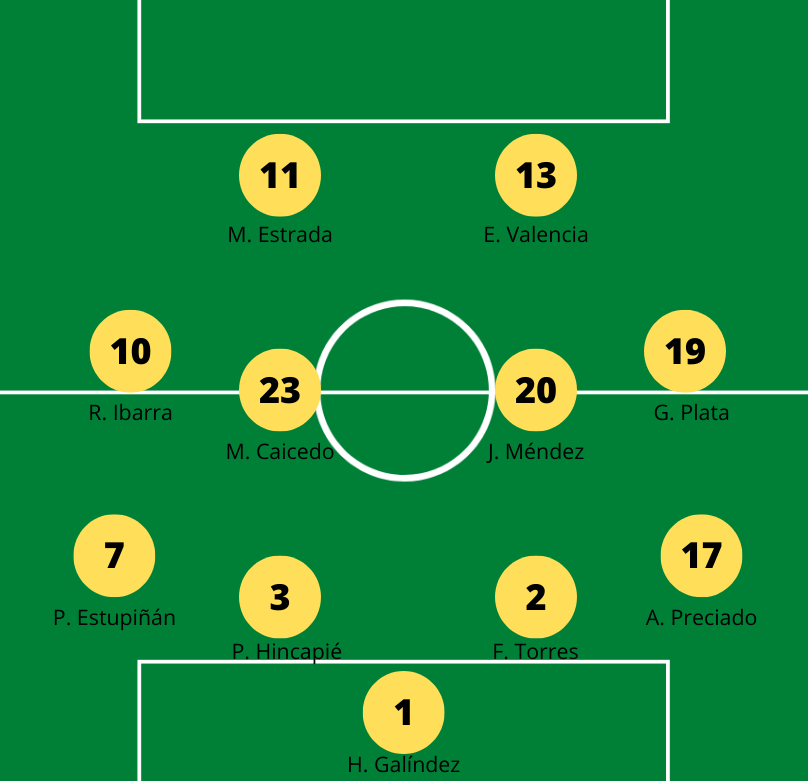 11
M. Estrada
13
E. Valencia
10
R. Ibarra
23
M. Caicedo
20
J. Méndez
19
G. Plata
7
P. Estupiñán
3
P. Hincapié
2
F. Torres
17
A. Preciado
1
H. Galíndez